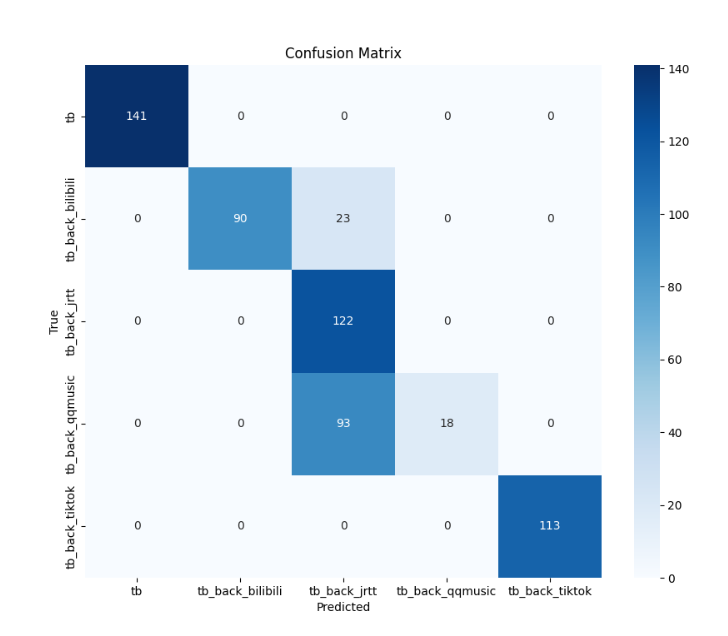 Confusion Matrix
True
tb
141 0 0 0 0
tb_back_bilibili
0 90 23 0 0
tb_back_jrtt
0 0 122 0 0
tb_back_qqmusic
0 0 93 18 0
tb_back_tiktok
0 0 0 0 113
tb tb_back_bilibili tb_back_jrtt tb_back_qqmusic tb_back_tiktok
Predicted
140
120
100
80
60
40
20
0